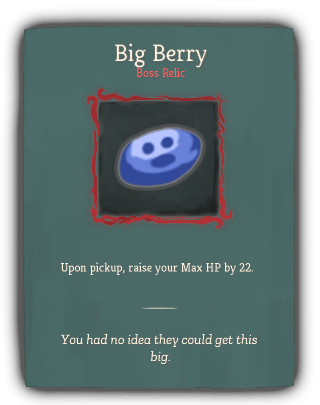 Big Berry
Boss Relic
Upon pickup, raise your Max HP by 22.
You had no idea they could get this
big.